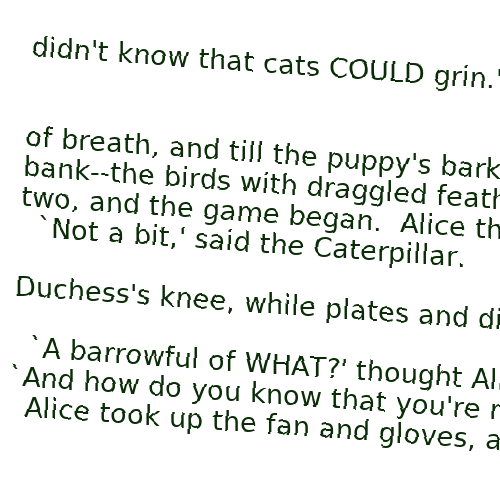 didn't know that cats COULD grin.'
of breath, and till the puppy's bark
bank--the birds with draggled feath
two, and the game began.  Alice th
`Not a bit,' said the Caterpillar.
Duchess's knee, while plates and di
`A barrowful of WHAT?' thought Al
`And how do you know that you're
Alice took up the fan and gloves, a